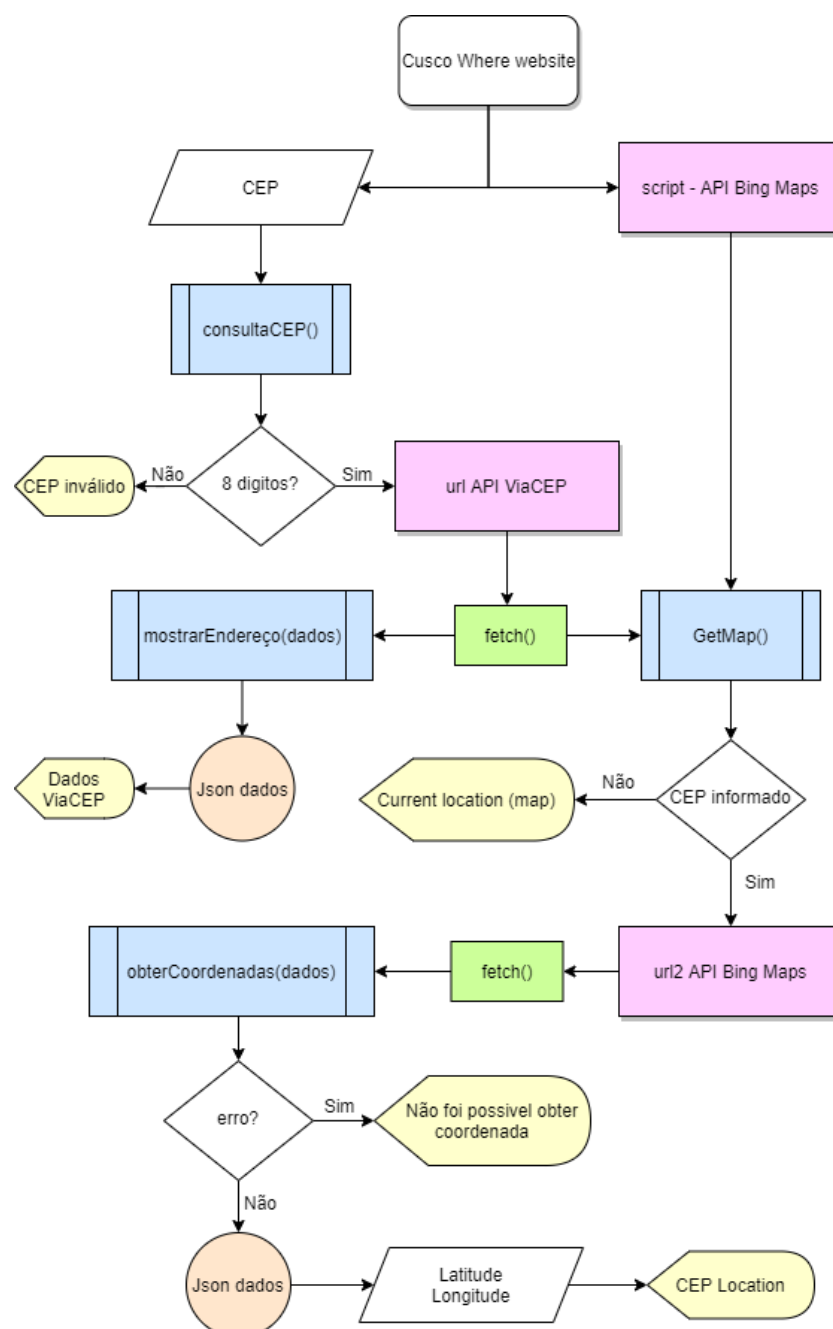 Cusco Where website
CEP
script - API Bing Maps
consultaCEP()
CEP inválido
Não
8 digitos?
Sim
url API ViaCEP
mostrarEndereço(dados)
fetch()
GetMap()
Dados
ViaCEP
Json dados
Current location (map)
Não
CEP informado
Sim
obterCoordenadas(dados)
fetch()
url2 API Bing Maps
erro?
Sim
Não foi possivel obter
coordenada
Não
Json dados
Latitude
Longitude
CEP Location